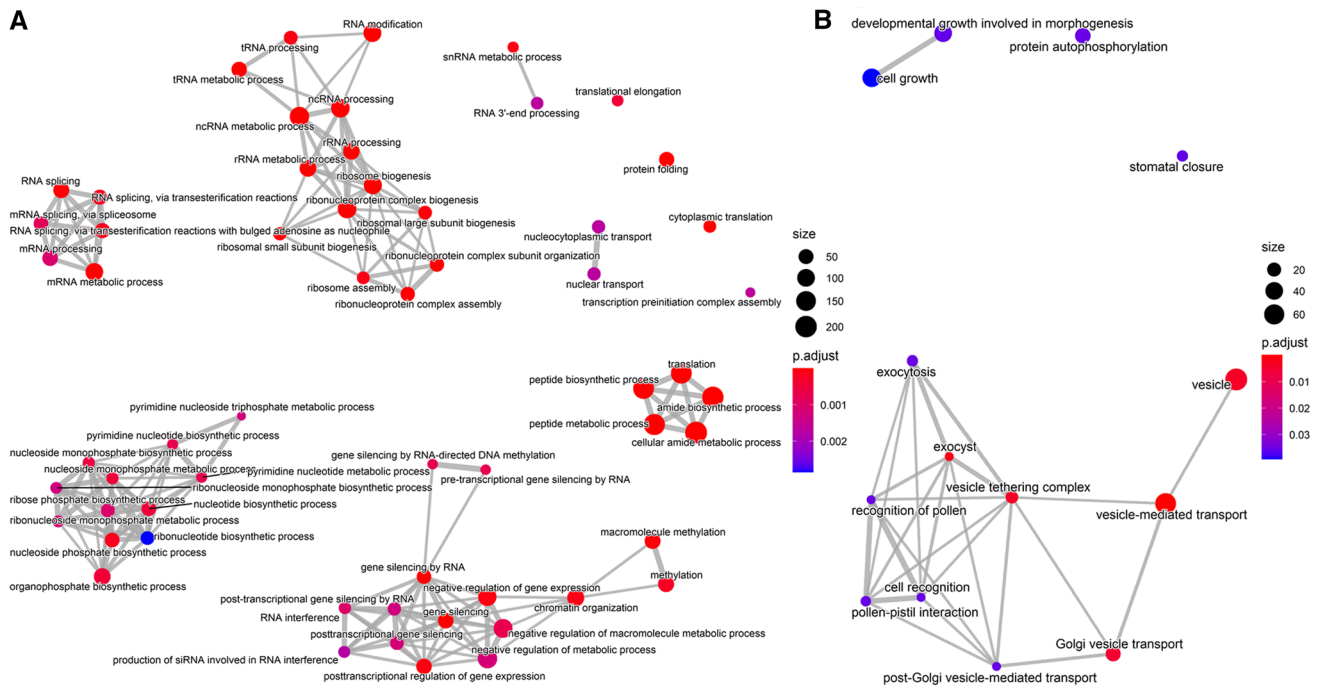 A
RNA modification
tRNA processing
snRNA metabolic process
tRNA metabolic process
translational elongation
ncRNA processing
RNA 3'-end processing
ncRNA metabolic process
rRNA processing
rRNA metabolic process
protein folding
ribosome biogenesis
RNA splicing
RNA splicing, via transesterification reactions
ribonucleoprotein complex biogenesis
mRNA splicing, via spliceosome
cytoplasmic translation
ribosomal large subunit biogenesis
RNA splicing, via transesterification reactions with bulged adenosine as nucleophile
nucleocytoplasmic transport
mRNA processing
ribosomal small subunit biogenesis
ribonucleoprotein complex subunit organization
mRNA metabolic process
nuclear transport
ribosome assembly
ribonucleoprotein complex assembly
transcription preinitiation complex assembly
translation
peptide biosynthetic process
amide biosynthetic process
pyrimidine nucleoside triphosphate metabolic process
peptide metabolic process
pyrimidine nucleotide biosynthetic process
cellular amide metabolic process
nucleoside monophosphate biosynthetic process
gene silencing by RNA-directed DNA methylation
nucleoside monophosphate metabolic process
pyrimidine nucleotide metabolic process
pre-transcriptional gene silencing by RNA
ribonucleoside monophosphate biosynthetic process
ribose phosphate biosynthetic process
nucleotide biosynthetic process
ribonucleoside monophosphate metabolic process
macromolecule methylation
ribonucleotide biosynthetic process
nucleoside phosphate biosynthetic process
gene silencing by RNA
methylation
organophosphate biosynthetic process
negative regulation of gene expression
post-transcriptional gene silencing by RNA
chromatin organization
RNA interference
gene silencing
posttranscriptional gene silencing
negative regulation of macromolecule metabolic process
negative regulation of metabolic process
production of siRNA involved in RNA interference
posttranscriptional regulation of gene expression
size
50
100
150
200
p.adjust
0.001
0.002
B
developmental growth involved in morphogenesis
protein autophosphorylation
cell growth
stomatal closure
exocytosis
vesicle
exocyst
vesicle tethering complex
recognition of pollen
vesicle-mediated transport
cell recognition
pollen-pistil interaction
Golgi vesicle transport
post-Golgi vesicle-mediated transport
size
20
40
60
p.adjust
0.01
0.02
0.03